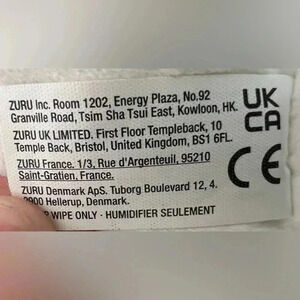 ZURU Inc. Room 1202, Energy Plaza, No.92
Granville Road, Tsim Sha Tsui East, Kowloon, HK.
ZURU UK LIMITED. First Floor Templeback, 10
Temple Back, Bristol, United Kingdom, BS1 6FL.
ZURU France. 1/3, Rue d'Argenteuil, 95210
Saint-Gratien, France.
ZURU Denmark ApS. Tuborg Boulevard 12, 4.
2900 Hellerup, Denmark.
WIPE ONLY - HUMIDIFIER SEULEMENT
UK
CA
CE